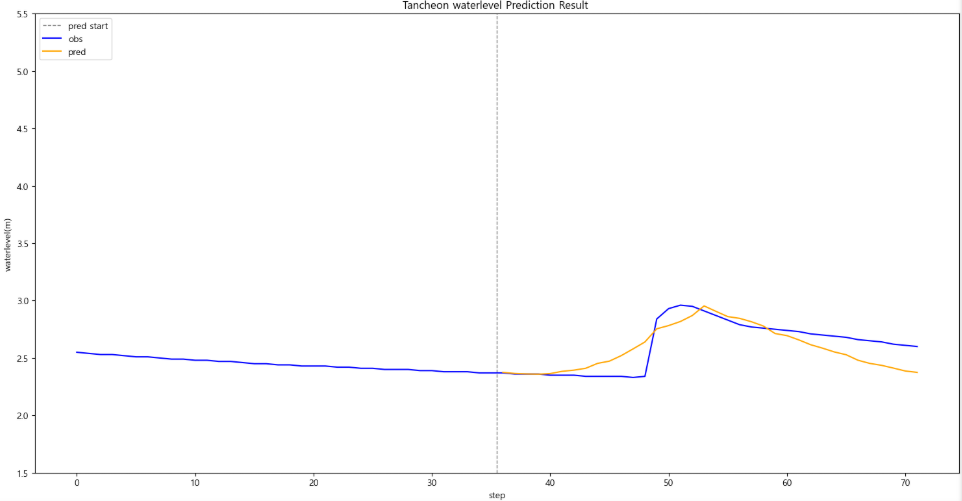 Tancheon waterlevel Prediction Result
pred start
obs
pred
5.5
5.0
4.5
4.0
3.5
3.0
2.5
2.0
1.5
waterlevel(m)
0 10 20 30 40 50 60 70
step